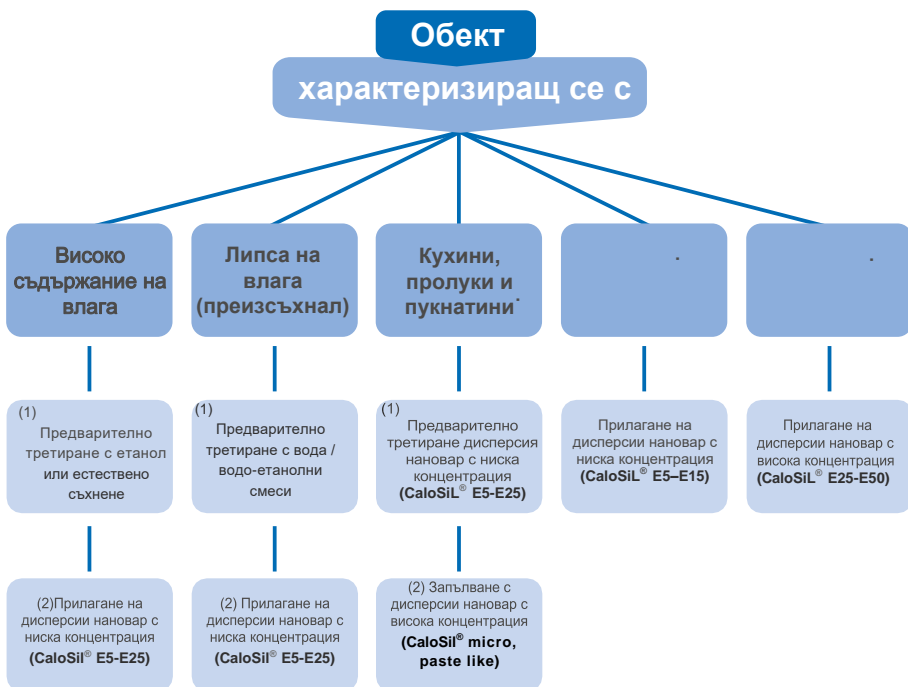 Обект
характеризиращ се с
Високо
съдържание на
влага
Липса на
влага
(преизсъхнал)
Кухини,
пролуки и
пукнатини.
.
.
(1)
Предварително
третиране с етанол
или естествено
съхнене
(1)
Предварително
третиране с вода /
водо-етанолни
смеси
(1)
Предварително
третиране дисперсия
нановар с ниска
концентрация
(CaloSiL® E5-E25)
Прилагане на
дисперсии нановар с
ниска концентрация
(CaloSiL® E5–E15)
Прилагане на
дисперсии нановар с
висока концентрация
(CaloSiL® E25-E50)
(2)Прилагане на
дисперсии нановар с
ниска концентрация
(CaloSil® E5-E25)
(2) Прилагане на
дисперсии нановар с
ниска концентрация
(CaloSil® E5-E25)
(2) Запълване с
дисперсии нановар с
висока концентрация
(CaloSil® micro,
paste like)